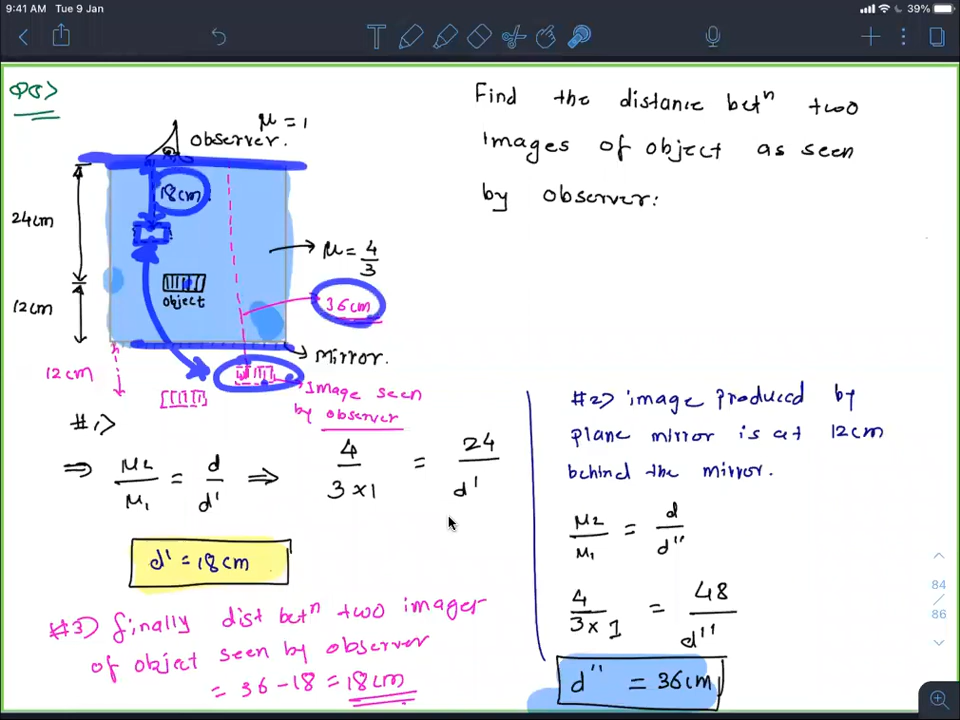 9:41 AM Tue 9 Jan
39%
Find the distance betⁿ two
images of object as seen
by observer:
μ = 1
observer.
18cm
24cm
μ = 4/3
object
12cm
36cm
mirror.
12cm
Image seen
by observer
#1>
⇒ μ₂/μ₁ = d/d' ⇒ 4/3×1 = 24/d'
d' = 18cm
#2> image produced by
plane mirror is at 12cm
behind the mirror.
μ₂/μ₁ = d/d''
4/3×1 = 48/d''
d'' = 36cm
#3) finally dist betⁿ two images
of object seen by observer
= 36-18 = 18cm
84
/
86